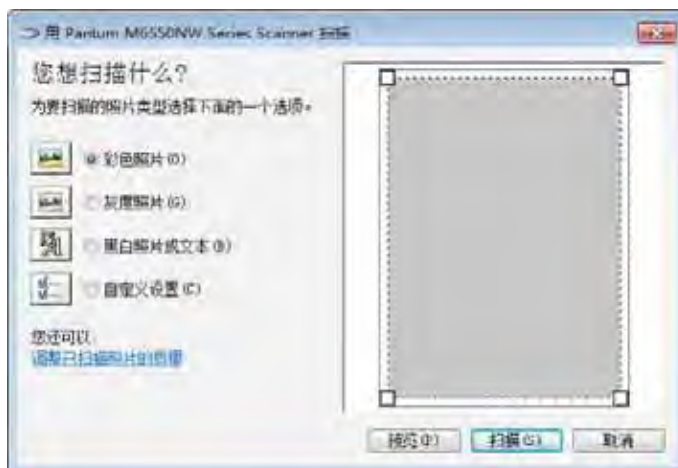 用 Pantum M6550NW Series Scanner 扫描
您想扫描什么?
为要扫描的照片类型选择下面的一个选项。
彩色照片(O)
灰度照片(G)
黑白照片或文本(B)
自定义设置(C)
您还可以:
调整已扫描照片的质量
预览(P)
扫描(S)
取消